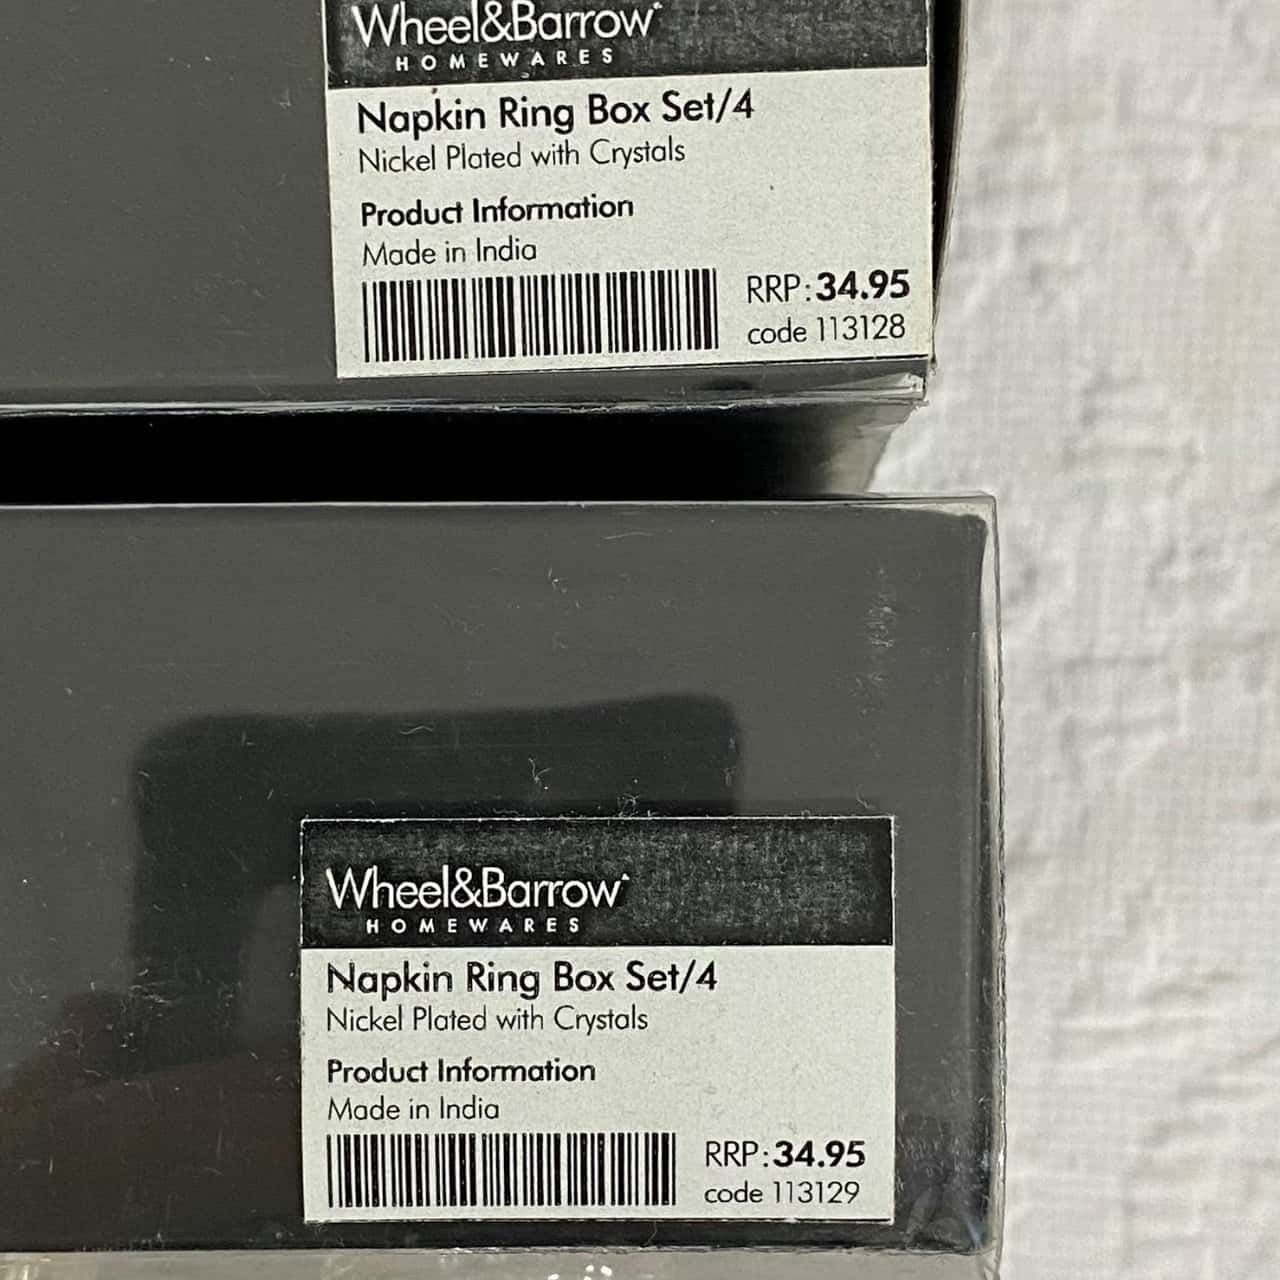 Wheel&Barrow
HOMEWARES
Napkin Ring Box Set/4
Nickel Plated with Crystals
Product Information
Made in India
RRP: 34.95
code 113128
Wheel&Barrow
HOMEWARES
Napkin Ring Box Set/4
Nickel Plated with Crystals
Product Information
Made in India
RRP: 34.95
code 113129